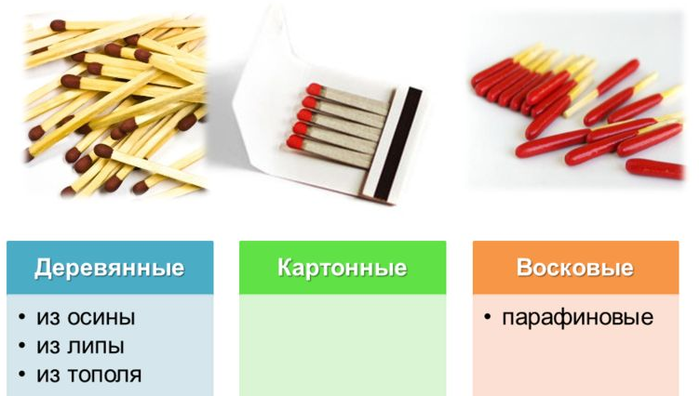 Деревянные
Картонные
Восковые
• из осины
• из липы
• из тополя
• парафиновые